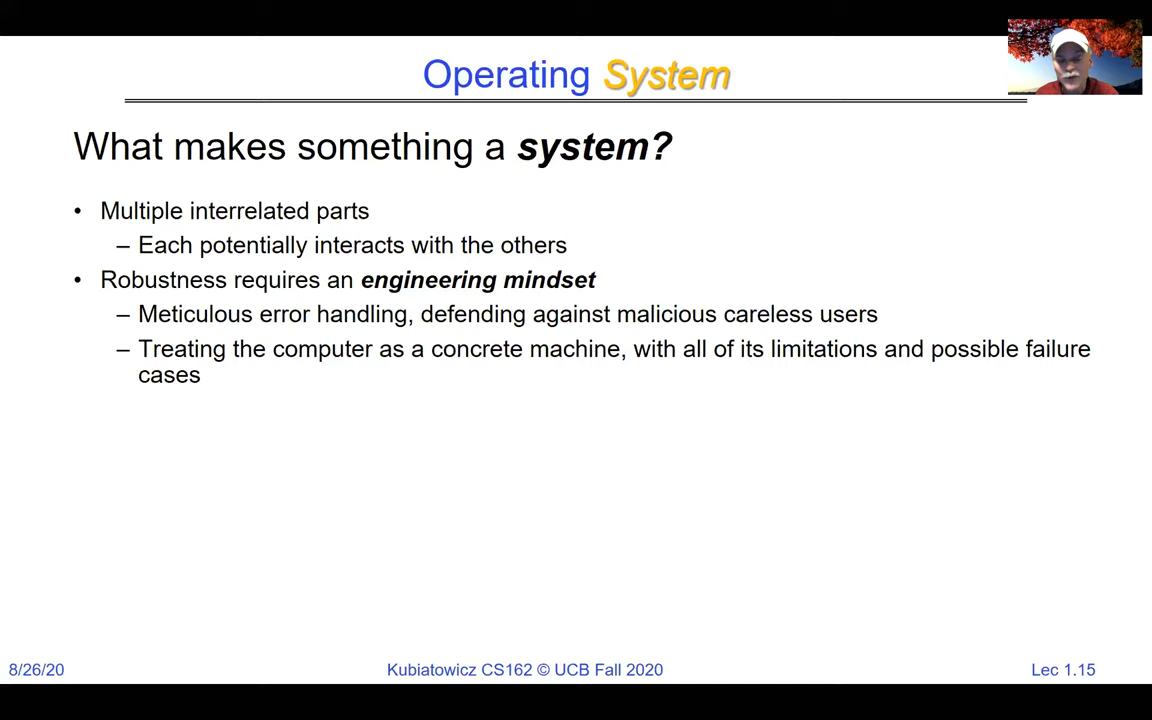 Operating System
What makes something a system?
• Multiple interrelated parts
– Each potentially interacts with the others
• Robustness requires an engineering mindset
– Meticulous error handling, defending against malicious careless users
– Treating the computer as a concrete machine, with all of its limitations and possible failure
cases
8/26/20
Kubiatowicz CS162 © UCB Fall 2020
Lec 1.15